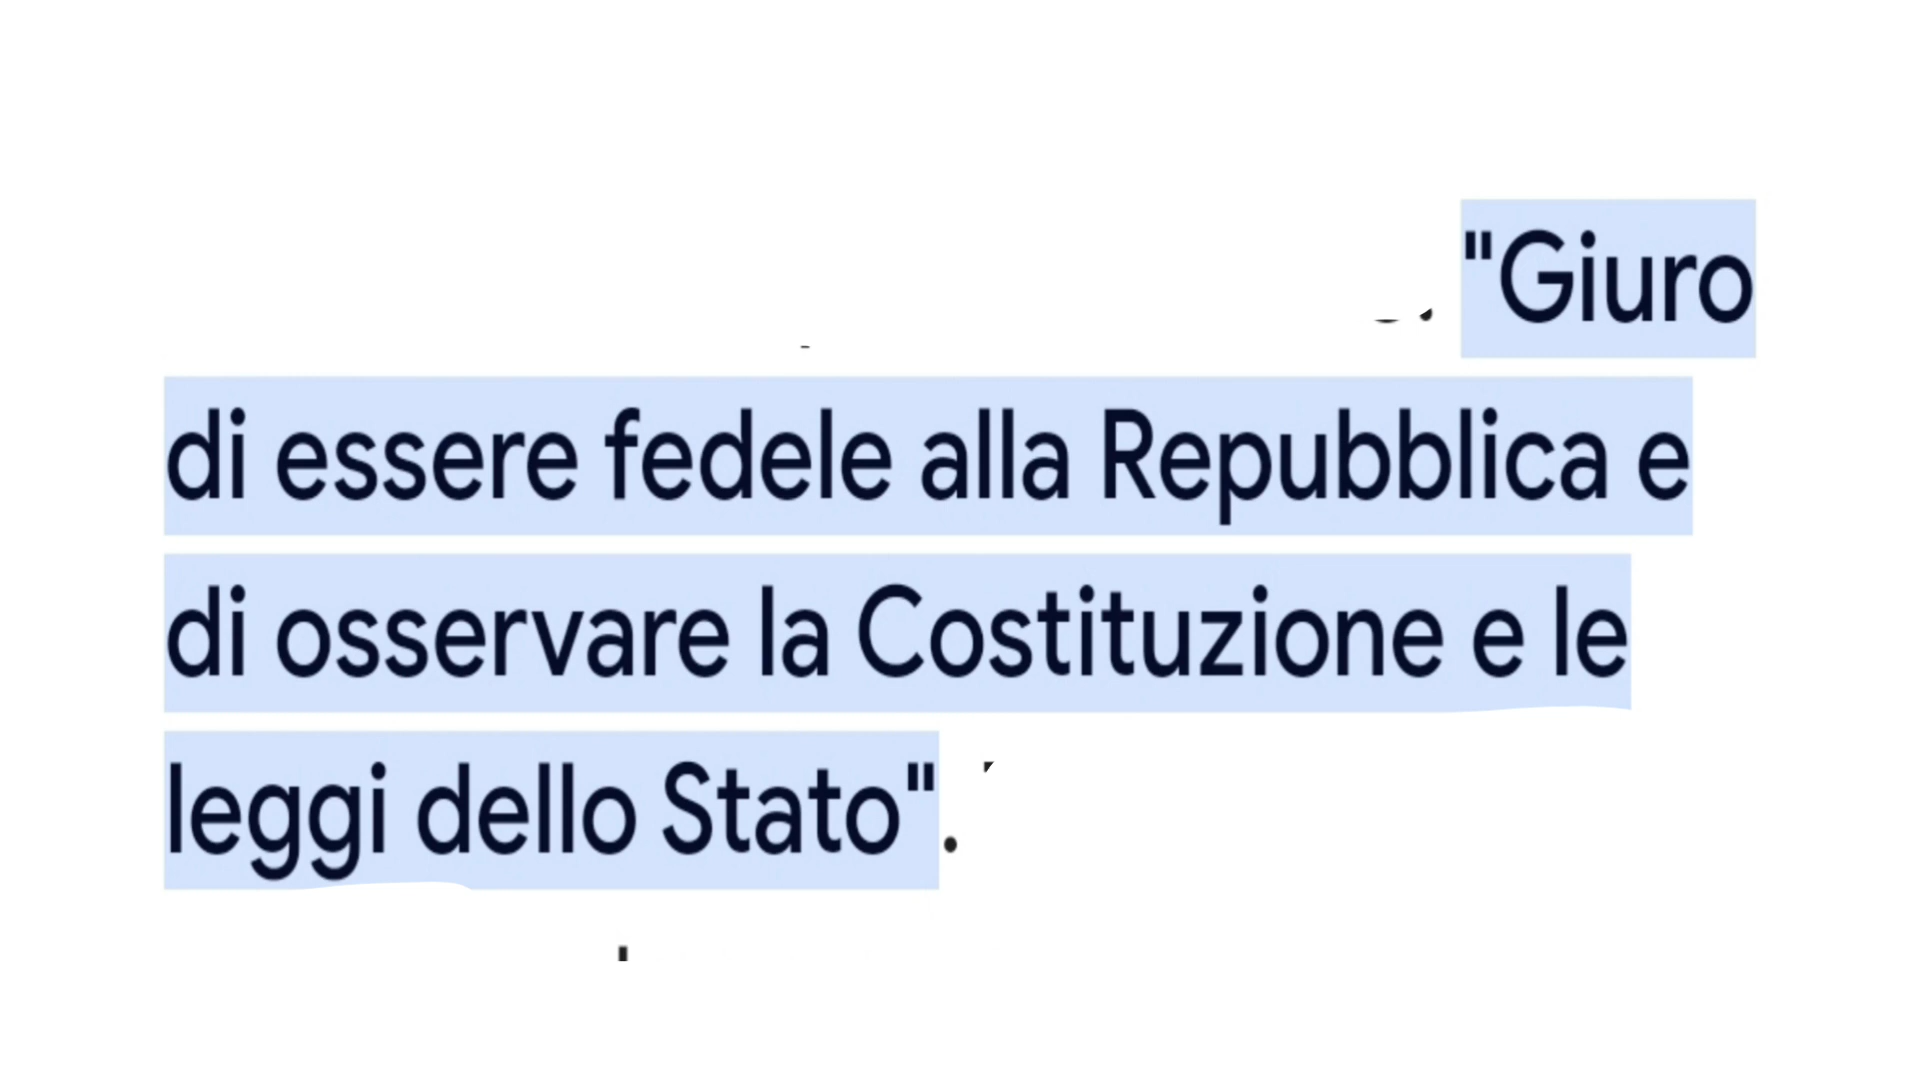 "Giuro
di essere fedele alla Repubblica e
di osservare la Costituzione e le
leggi dello Stato".